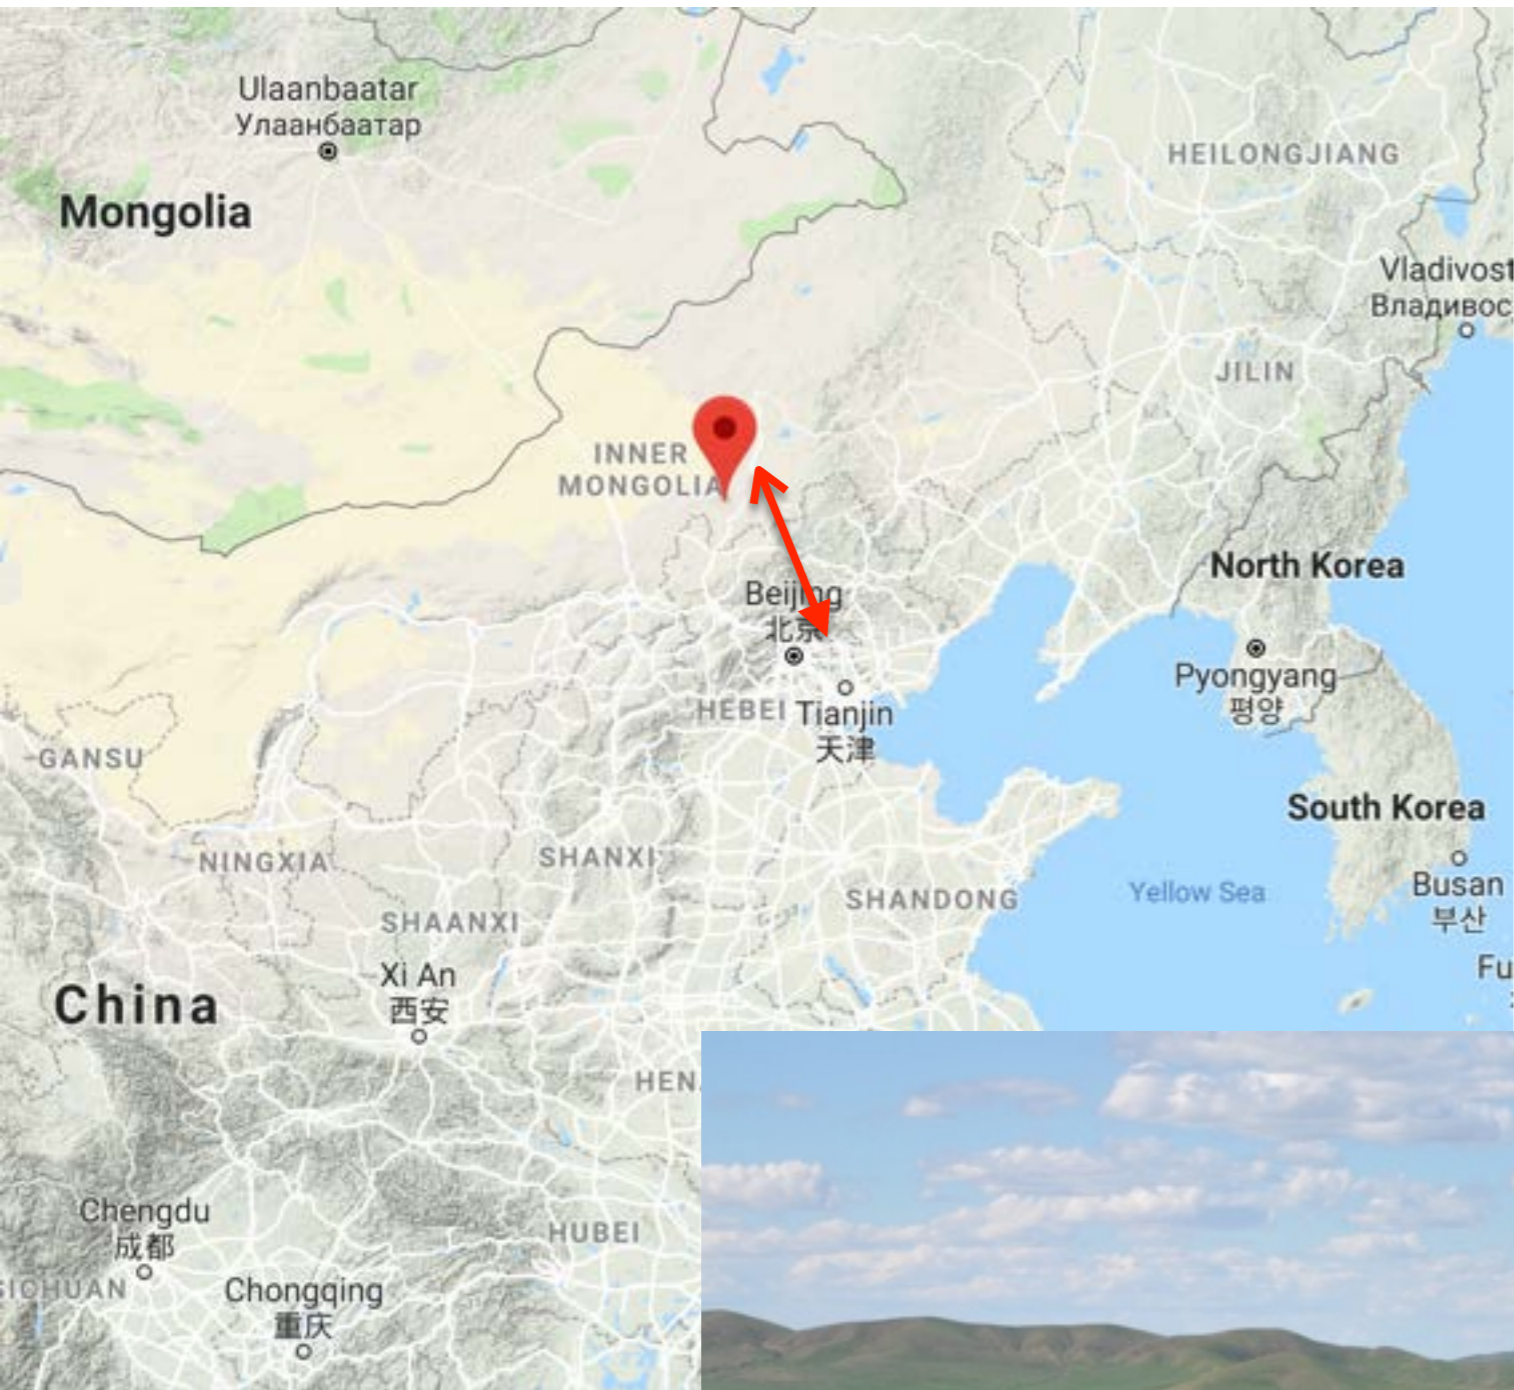 Ulaanbaatar
Улаанбаатар
Mongolia
HEILONGJIANG
Vladivost
Владивос
JILIN
INNER
MONGOLIA
North Korea
Beijing
北京
Pyongyang
평양
HEBEI
Tianjin
天津
GANSU
South Korea
NINGXIA
SHANXI
SHANDONG
Yellow Sea
Busan
부산
SHAANXI
Xi An
西安
Fu
China
HEN
Chengdu
成都
HUBEI
SICHUAN
Chongqing
重庆